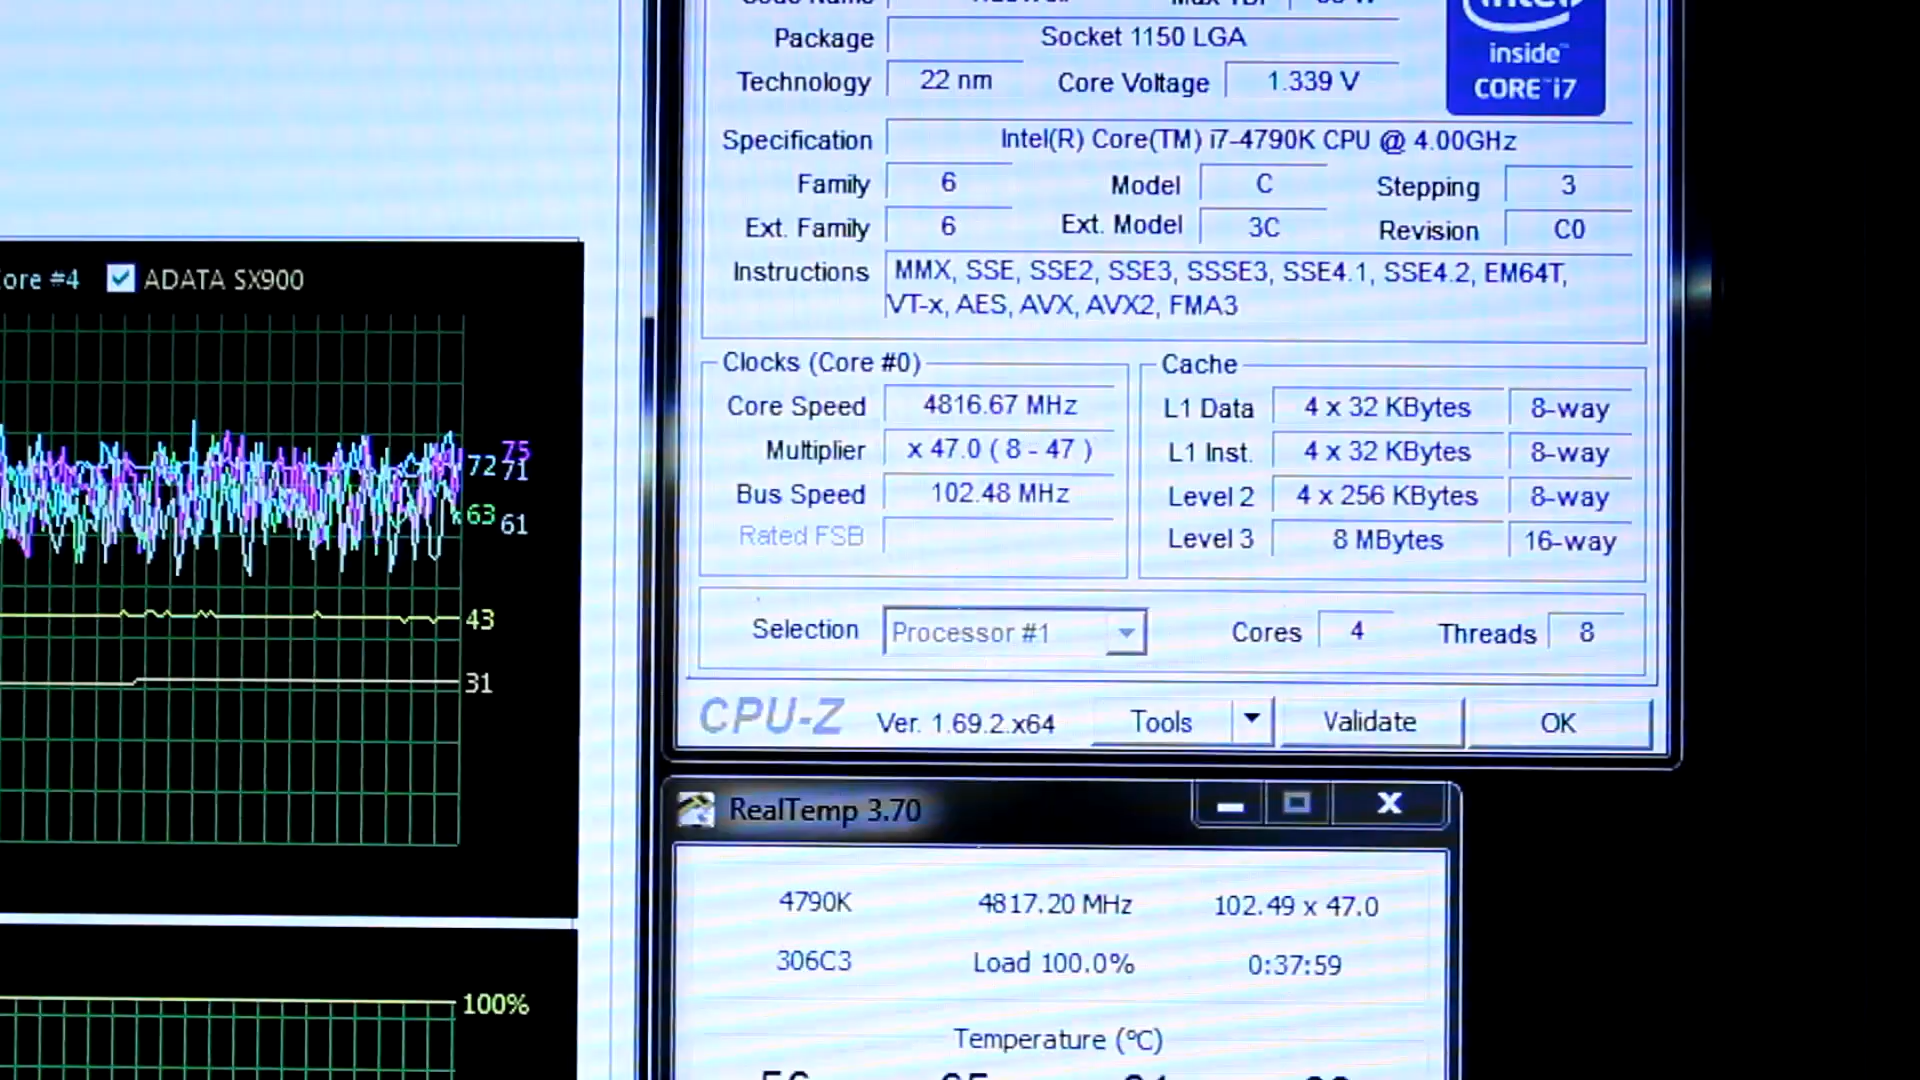 Package Socket 1150 LGA
Technology 22 nm Core Voltage 1.339 V
inside™
CORE™i7
Specification Intel(R) Core(TM) i7-4790K CPU @ 4.00GHz
Family 6 Model C Stepping 3
Ext. Family 6 Ext. Model 3C Revision C0
Instructions MMX, SSE, SSE2, SSE3, SSSE3, SSE4.1, SSE4.2, EM64T,
VT-x, AES, AVX, AVX2, FMA3
Clocks (Core #0)
Core Speed 4816.67 MHz
Multiplier x 47.0 ( 8 - 47 )
Bus Speed 102.48 MHz
Rated FSB
Cache
L1 Data 4 x 32 KBytes 8-way
L1 Inst. 4 x 32 KBytes 8-way
Level 2 4 x 256 KBytes 8-way
Level 3 8 MBytes 16-way
Selection Processor #1 Cores 4 Threads 8
CPU-Z Ver. 1.69.2.x64 Tools Validate OK
RealTemp 3.70
4790K 4817.20 MHz 102.49 x 47.0
306C3 Load 100.0% 0:37:59
Temperature (°C)
ore #4 ADATA SX900
75
72 71
63 61
43
31
100%